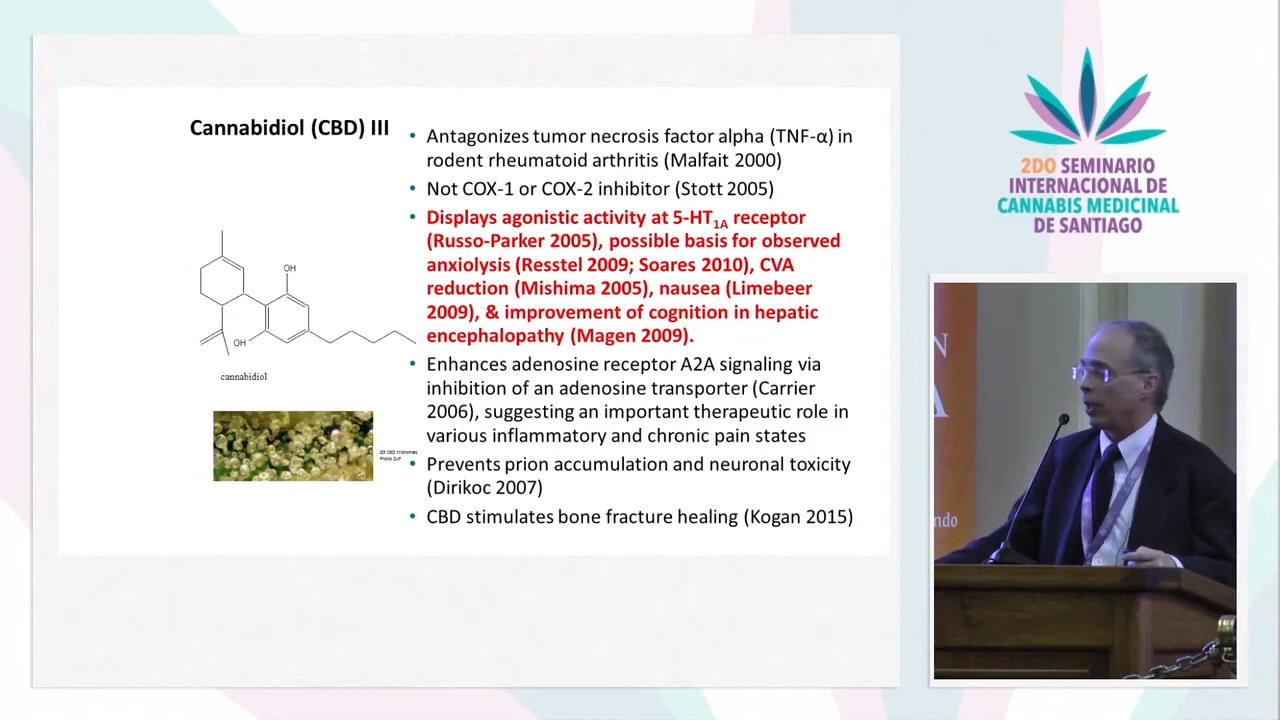 Cannabidiol (CBD) III
• Antagonizes tumor necrosis factor alpha (TNF-α) in
rodent rheumatoid arthritis (Malfait 2000)
• Not COX-1 or COX-2 inhibitor (Stott 2005)
• Displays agonistic activity at 5-HT1A receptor
(Russo-Parker 2005), possible basis for observed
anxiolysis (Resstel 2009; Soares 2010), CVA
reduction (Mishima 2005), nausea (Limebeer
2009), & improvement of cognition in hepatic
encephalopathy (Magen 2009).
• Enhances adenosine receptor A2A signaling via
inhibition of an adenosine transporter (Carrier
2006), suggesting an important therapeutic role in
various inflammatory and chronic pain states
• Prevents prion accumulation and neuronal toxicity
(Dirikoc 2007)
• CBD stimulates bone fracture healing (Kogan 2015)
OH
OH
cannabidiol
CBD trichomes
Photo
2DO SEMINARIO
INTERNACIONAL DE
CANNABIS MEDICINAL
DE SANTIAGO
N
A
ndo